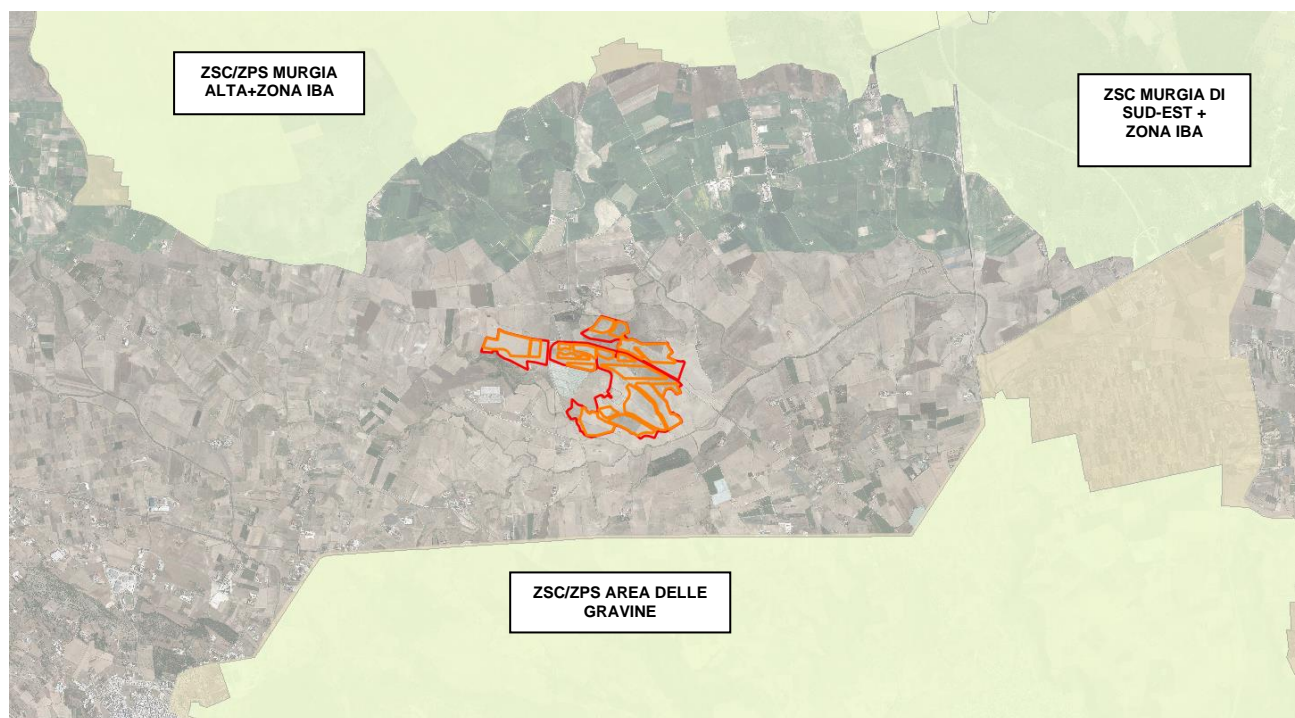 ZSC/ZPS MURGIA
ALTA+ZONA IBA
ZSC MURGIA DI
SUD-EST +
ZONA IBA
ZSC/ZPS AREA DELLE
GRAVINE